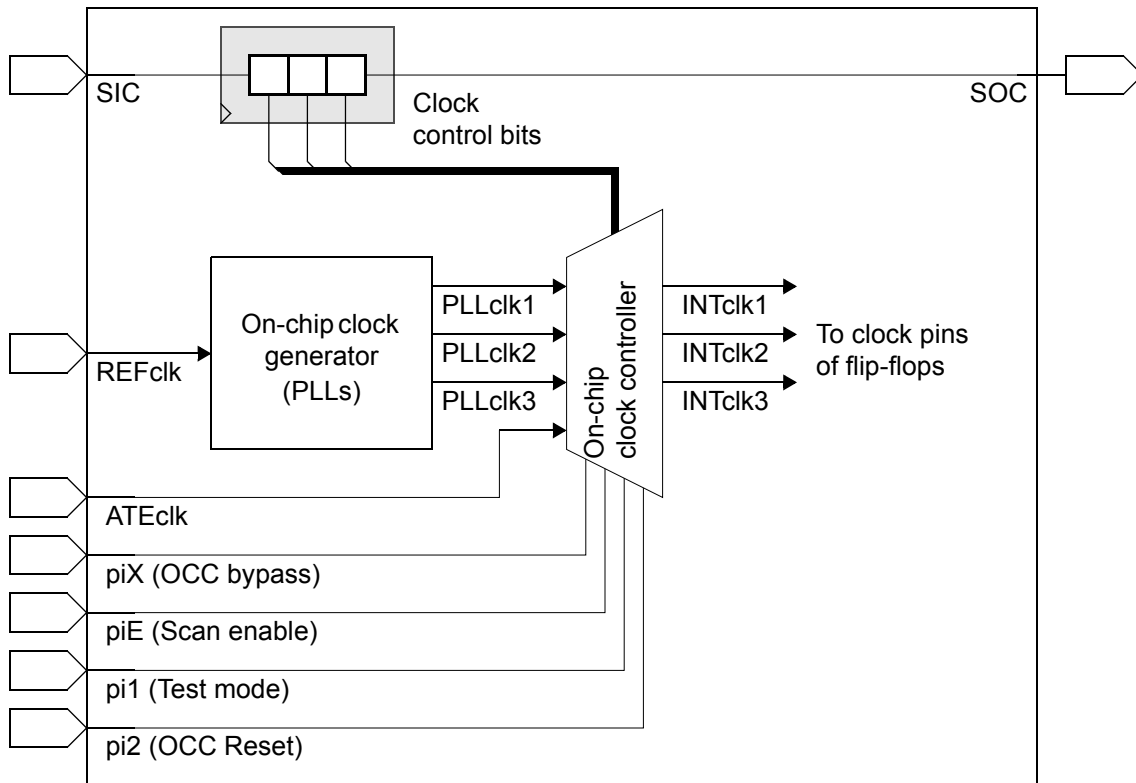 SIC
SOC
Clock
control bits
On-chip clock
generator
(PLLs)
REFclk
PLLclk1
PLLclk2
PLLclk3
On-chip
clock controller
INTclk1
INTclk2
INTclk3
To clock pins
of flip-flops
ATEclk
piX (OCC bypass)
piE (Scan enable)
pi1 (Test mode)
pi2 (OCC Reset)